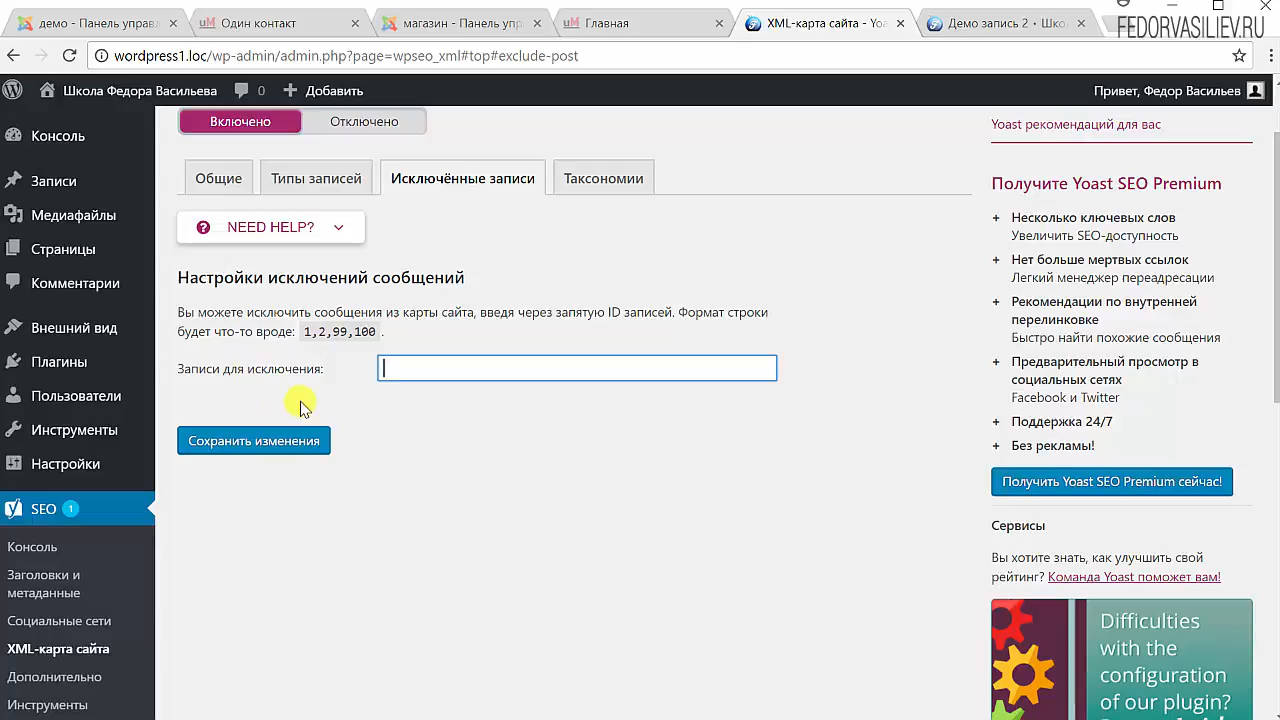 демо - Панель управл
Один контакт
магазин - Панель упр
Главная
XML-карта сайта - Yoa
Демо запись 2 • Шко
FEDORVASILIEV.RU
wordpress1.loc/wp-admin/admin.php?page=wpseo_xml#top#exclude-post
Школа Федора Васильева
0
Добавить
Привет, Федор Васильев
Консоль
Записи
Медиафайлы
Страницы
Комментарии
Внешний вид
Плагины
Пользователи
Инструменты
Настройки
SEO 1
Консоль
Заголовки и
метаданные
Социальные сети
XML-карта сайта
Дополнительно
Инструменты
Включено
Отключено
Общие
Типы записей
Исключённые записи
Таксономии
NEED HELP?
Настройки исключений сообщений
Вы можете исключить сообщения из карты сайта, введя через запятую ID записей. Формат строки
будет что-то вроде: 1,2,99,100 .
Записи для исключения:
Сохранить изменения
Yoast рекомендаций для вас
Получите Yoast SEO Premium
+ Несколько ключевых слов
Увеличить SEO-доступность
+ Нет больше мертвых ссылок
Легкий менеджер переадресации
+ Рекомендации по внутренней
перелинковке
Быстро найти похожие сообщения
+ Предварительный просмотр в
социальных сетях
Facebook и Twitter
+ Поддержка 24/7
+ Без рекламы!
Получить Yoast SEO Premium сейчас!
Сервисы
Вы хотите знать, как улучшить свой
рейтинг? Команда Yoast поможет вам!
Difficulties
with the
configuration
of our plugin?